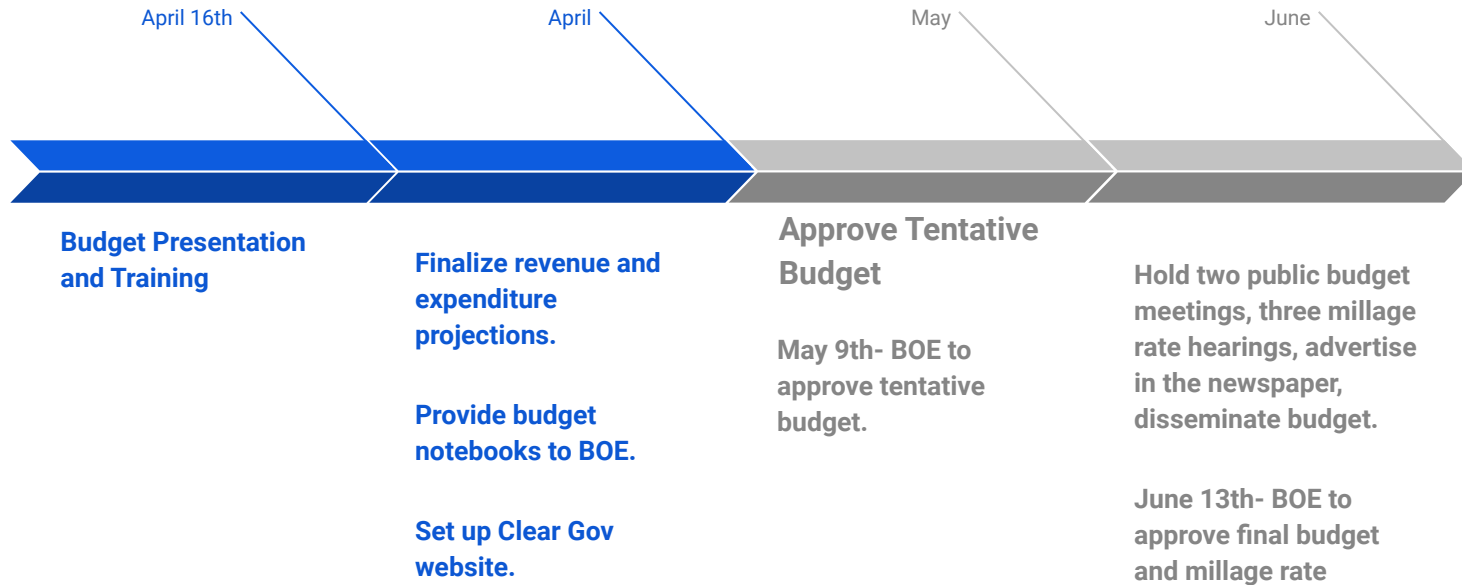 April 16th
April
May
June
Budget Presentation
and Training
Finalize revenue and
expenditure
projections.
Provide budget
notebooks to BOE.
Set up Clear Gov
website.
Approve Tentative
Budget
May 9th- BOE to
approve tentative
budget.
Hold two public budget
meetings, three millage
rate hearings, advertise
in the newspaper,
disseminate budget.
June 13th- BOE to
approve final budget
and millage rate